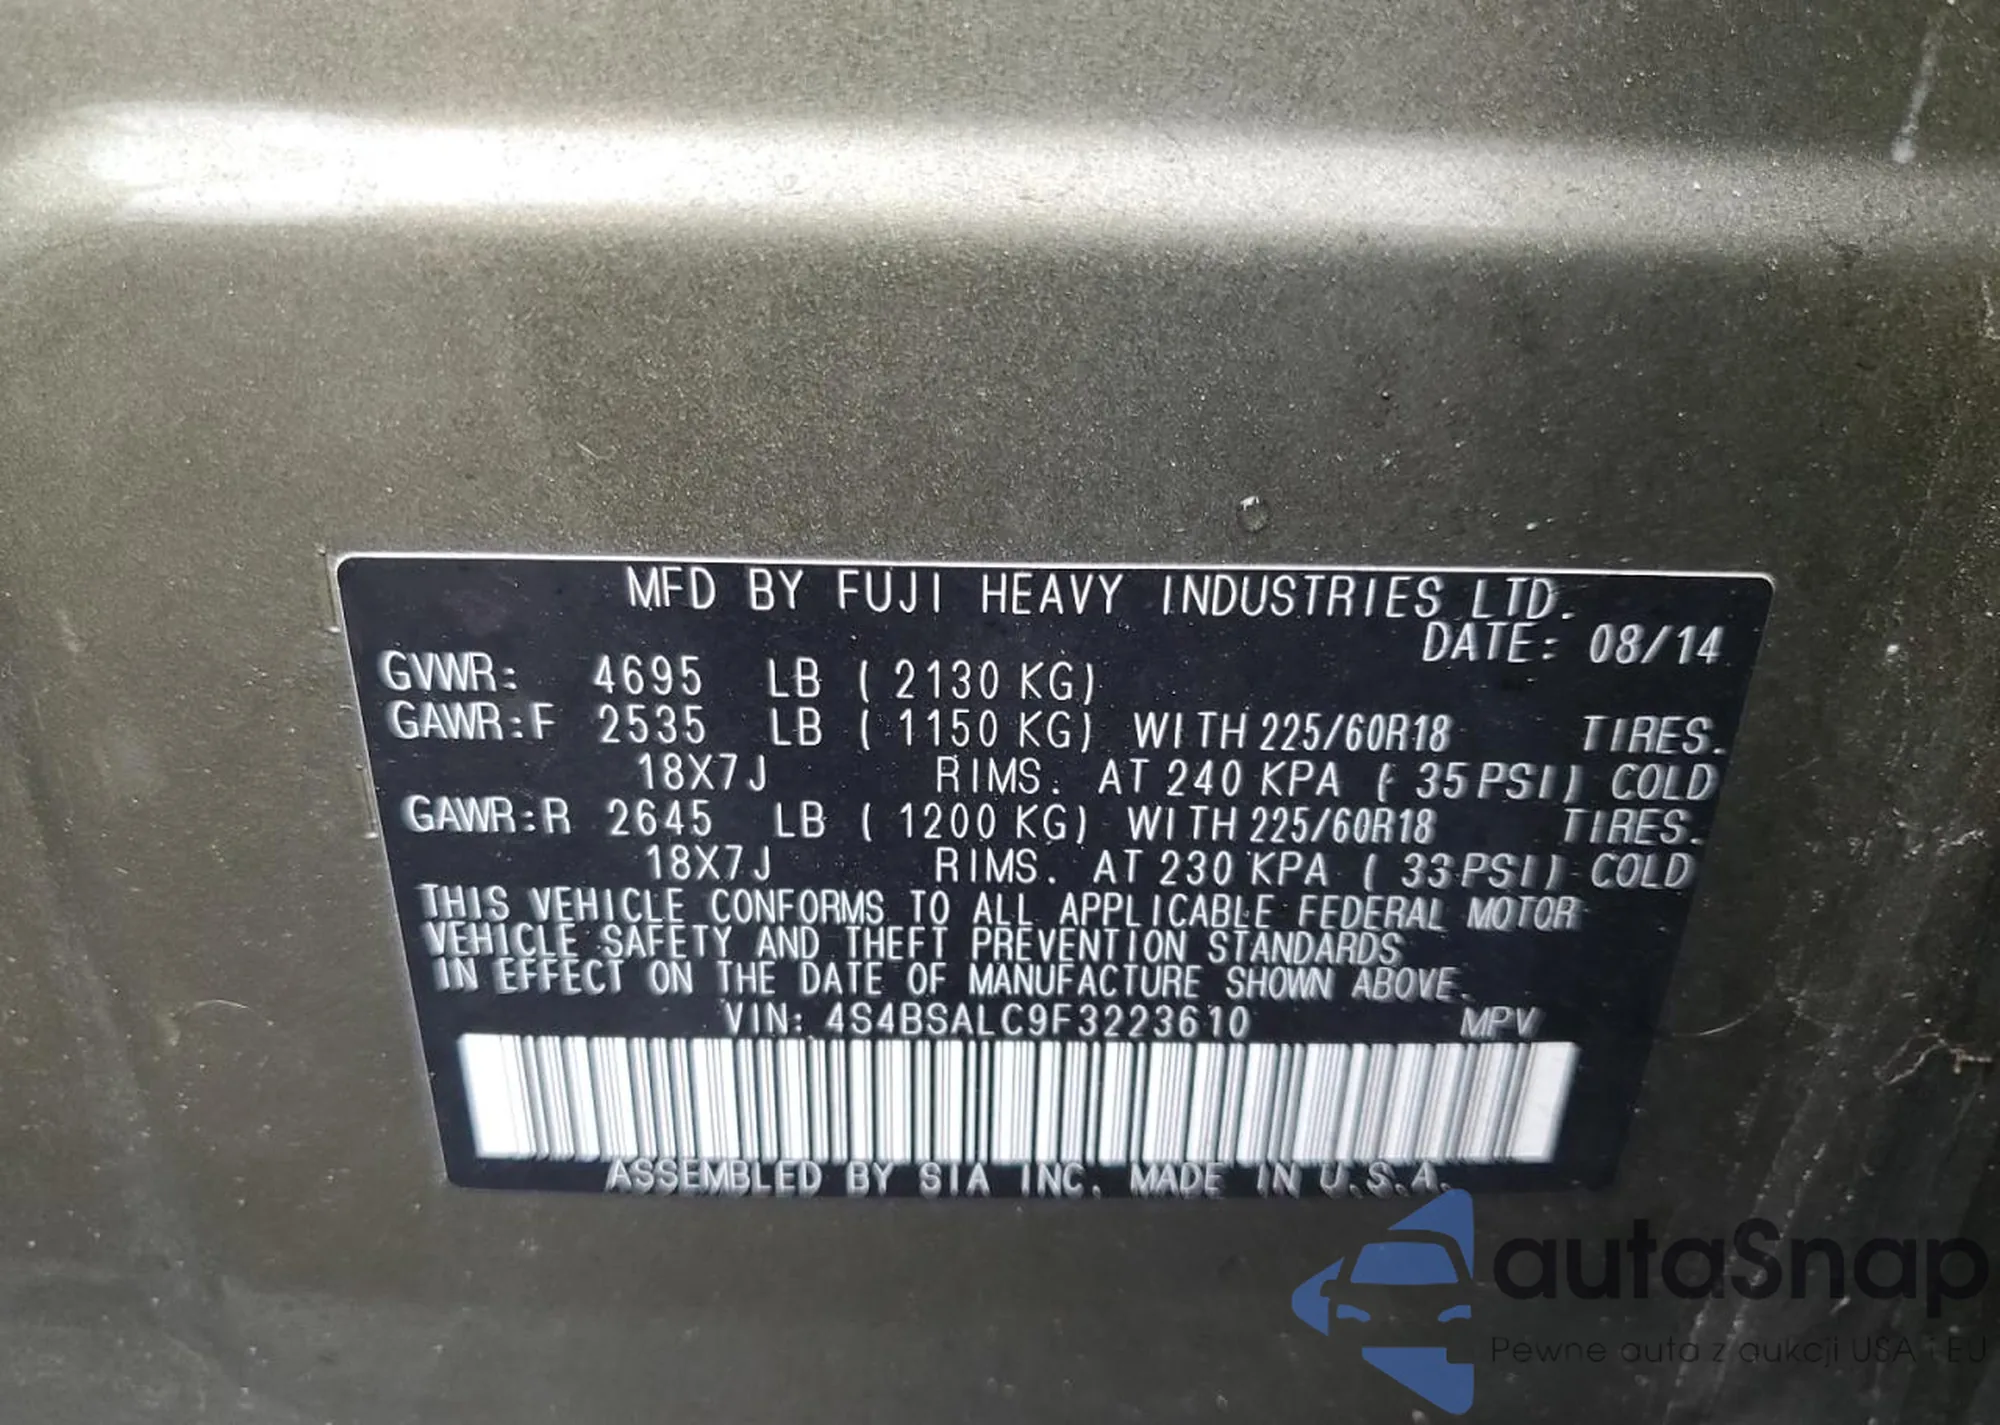 MFD BY FUJI HEAVY INDUSTRIES LTD.
DATE: 08/14
GVWR: 4695 LB ( 2130 KG)
GAWR:F 2535 LB ( 1150 KG) WITH 225/60R18 TIRES.
18X7J RIMS. AT 240 KPA ( 35 PSI) COLD
GAWR:R 2645 LB ( 1200 KG) WITH 225/60R18 TIRES.
18X7J RIMS. AT 230 KPA ( 33 PSI) COLD
THIS VEHICLE CONFORMS TO ALL APPLICABLE FEDERAL MOTOR
VEHICLE SAFETY AND THEFT PREVENTION STANDARDS
IN EFFECT ON THE DATE OF MANUFACTURE SHOWN ABOVE.
VIN: 4S4BSALC9F3223610 MPV
ASSEMBLED BY SIA INC. MADE IN U.S.A.
autaSnap
Pewne auta z aukcji USA i EU